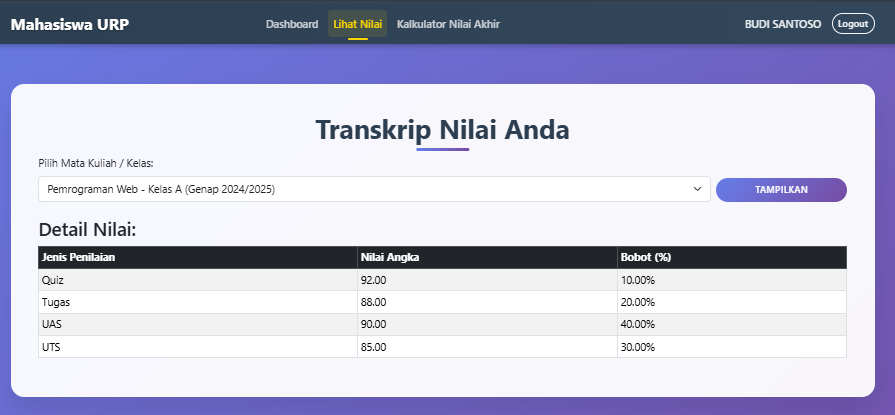 Mahasiswa URP Dashboard Lihat Nilai Kalkulator Nilai Akhir BUDI SANTOSO Logout
Transkrip Nilai Anda
Pilih Mata Kuliah / Kelas:
Pemrograman Web - Kelas A (Genap 2024/2025) TAMPILKAN
Detail Nilai:
Jenis Penilaian Nilai Angka Bobot (%)
Quiz 92.00 10.00%
Tugas 88.00 20.00%
UAS 90.00 40.00%
UTS 85.00 30.00%